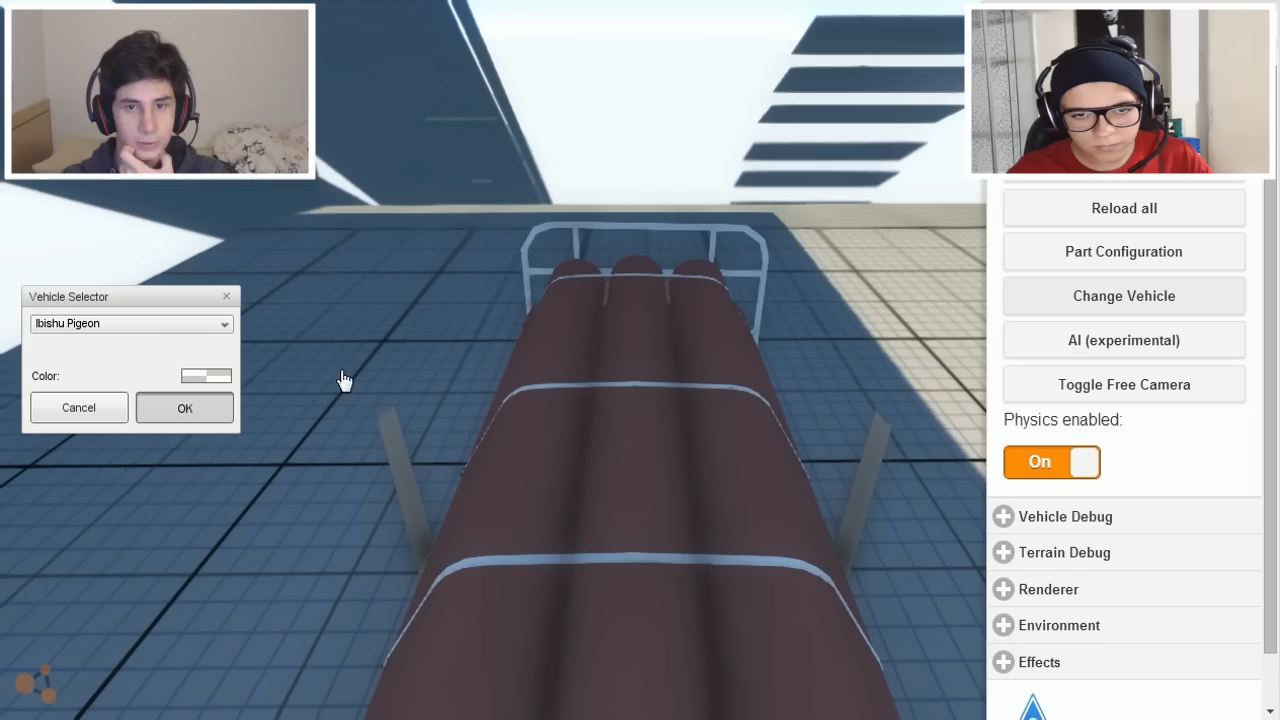 Reload all
Part Configuration
Vehicle Selector
Change Vehicle
Ibishu Pigeon
AI (experimental)
Color:
Toggle Free Camera
Cancel
OK
Physics enabled:
On
Vehicle Debug
Terrain Debug
Renderer
Environment
Effects